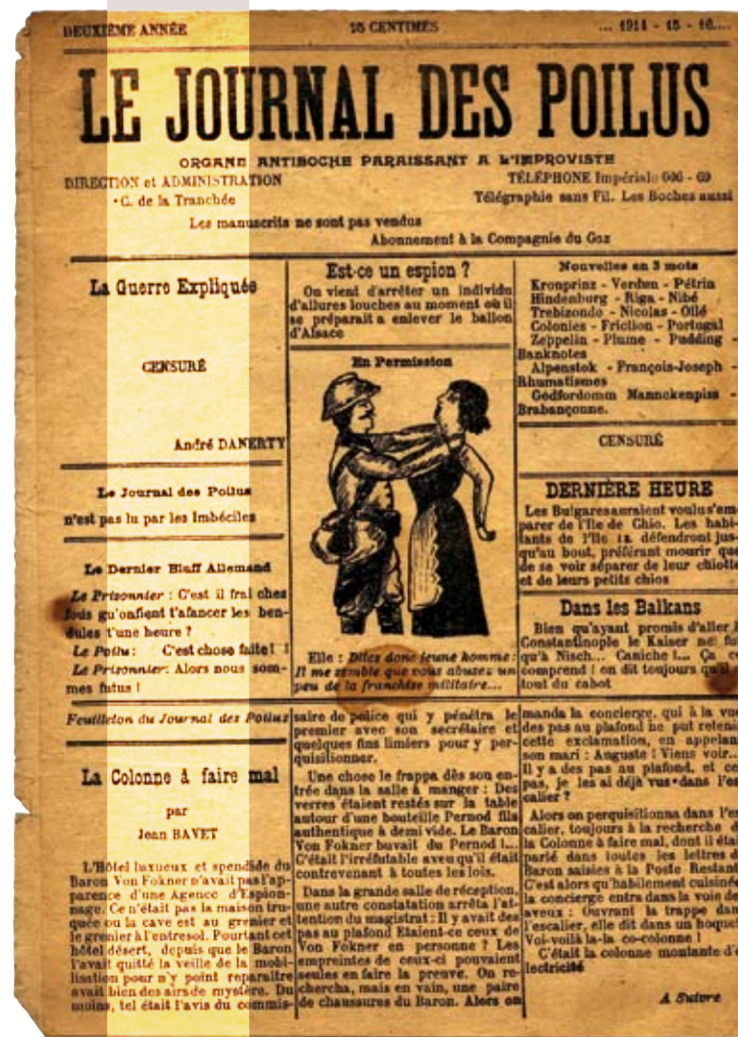 DEUXIÈME ANNÉE
25 CENTIMES
... 1914 - 15 - 16....
LE JOURNAL DES POILUS
ORGANE ANTIBOCHE PARAISSANT A L'IMPROVISTE
DIRECTION et ADMINISTRATION
C. de la Tranchée
TÉLÉPHONE Impériale 606 - 69
Télégraphie sans Fil. Les Boches aussi
Les manuscrits ne sont pas vendus
Abonnement à la Compagnie du Gaz
La Guerre Expliquée
CENSURÉ
André DANERTY
Le Journal des Poilus
n'est pas lu par les Imbéciles
Le Dernier Bluff Allemand
Le Prisonnier : C'est il frai chez
fous qu'onfient t'afancer les ben-
dules t'une heure ?
Le Poilu : C'est chose faite !
Le Prisonnier: Alors nous som-
mes futus !
Est-ce un espion ?
On vient d'arrêter un individu
d'allures louches au moment où il
se préparait a enlever le ballon
d'Alsace
En Permission
Elle : Dites donc jeune homme :
Il me semble que vous abusez un
peu de la franchise militaire...
Nouvelles en 3 mots
Kronprinz - Verdun - Pétrin
Hindenburg - Riga - Nibé
Trebizonde - Nicolas - Ollé
Colonies - Friction - Portugal
Zeppelin - Plume - Pudding -
Banknotes
Alpenstok - François-Joseph -
Rhumatismes
Godfordomm Mannekenpiss -
Brabançonne.
CENSURÉ
DERNIÈRE HEURE
Les Bulgares auraient voulu s'em-
parer de l'Ile de Chio. Les habi-
tants de l'Ile la défendront jus-
qu'au bout, préférant mourir que
de se voir séparer de leur chiotte
et de leurs petits chios
Dans les Balkans
Bien qu'ayant promis d'aller à
Constantinople le Kaiser ne fut
qu'à Nisch... Caniche !... Ça
comprend ! on dit toujours qu'il
tout du cabot
Feuilleton du Journal des Poilus
La Colonne à faire mal
par
Jean BAVET
L'Hôtel luxueux et spendide du
Baron Von Fokner n'avait pas l'ap-
parence d'une Agence d'Espion-
nage. Ce n'était pas la maison tru-
quée ou la cave est au grenier et
le grenier à l'entresol. Pourtant cet
hôtel désert, depuis que le Baron
l'avait quitté la veille de la mobi-
lisation pour n'y point reparaître
avait bien des airs de mystère. Du
moins, tel était l'avis du commis-
saire de police qui y pénétra le
premier avec son secrétaire et
quelques fins limiers pour y per-
quisitionner.
Une chose le frappa dès son en-
trée dans la salle à manger : Des
verres étaient restés sur la table
autour d'une bouteille Pernod fils
authentique à demi vide. Le Baron
Von Fokner buvait du Pernod !...
C'était l'irréfutable aveu qu'il était
contrevenant à toutes les lois.
Dans la grande salle de réception,
une autre constatation arrêta l'at-
tention du magistrat : Il y avait des
pas au plafond Etaient-ce ceux de
Von Fokner en personne ? Les
empreintes de ceux-ci pouvaient
seules en faire la preuve. On re-
chercha, mais en vain, une paire
de chaussures du Baron. Alors on
manda la concierge, qui à la vue
des pas au plafond ne put retenir
cette exclamation, en appelan
son mari : Auguste ! Viens voir...
Il y a des pas au plafond, et ce
pas, je les ai déjà vus dans l'es
calier ?
Alors on perquisitionna dans l'es
calier, toujours à la recherche d
la Colonne à faire mal, dont il étai
parlé dans toutes les lettres d
Baron saisies à la Poste Restant
C'est alors qu'habilement cuisiné
la concierge entra dans la voie de
aveux : Ouvrant la trappe dan
l'escalier, elle dit dans un hoquet
Voi-voilà la-la co-colonne !
C'était la colonne montante d'é
lectricité
A Suivre